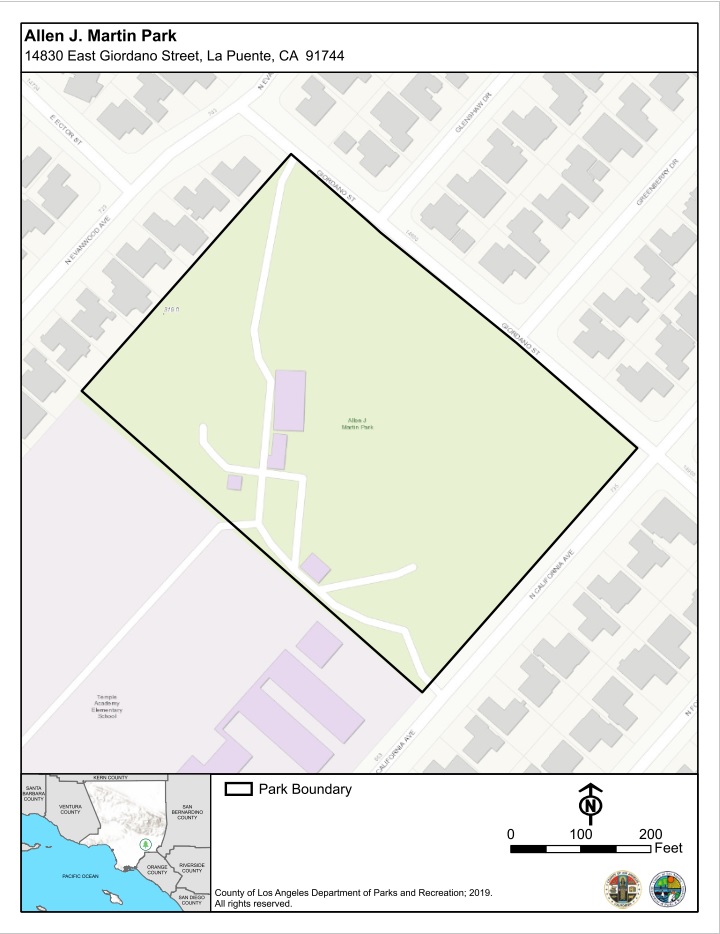 Allen J. Martin Park
14830 East Giordano Street, La Puente, CA 91744
E ECTOR ST
N EVANWOOD AVE
GLENSHAW DR
GREENBERRY DR
GIORDANO ST
GIORDANO ST
Allen J
Martin Park
N CALIFORNIA AVE
Temple
Academy
Elementary
School
CALIFORNIA AVE
KERN COUNTY
SANTA
BARBARA
COUNTY
VENTURA
COUNTY
SAN
BERNARDINO
COUNTY
ORANGE
COUNTY
RIVERSIDE
COUNTY
PACIFIC OCEAN
SAN DIEGO
COUNTY
Park Boundary
N
0 100 200
Feet
County of Los Angeles Department of Parks and Recreation; 2019.
All rights reserved.